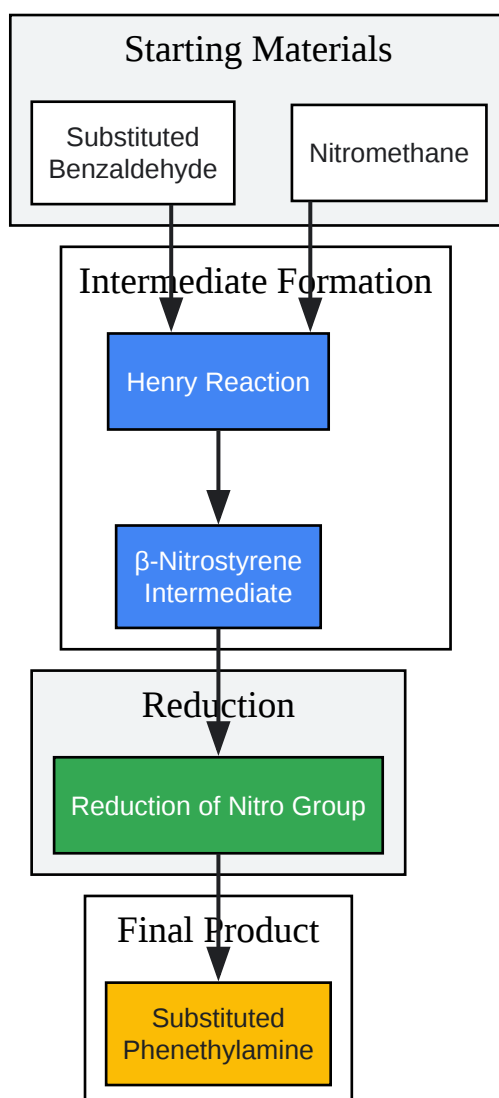 Starting Materials
Substituted
Benzaldehyde
Nitromethane
Intermediate Formation
Henry Reaction
β-Nitrostyrene
Intermediate
Reduction
Reduction of Nitro Group
Final Product
Substituted
Phenethylamine